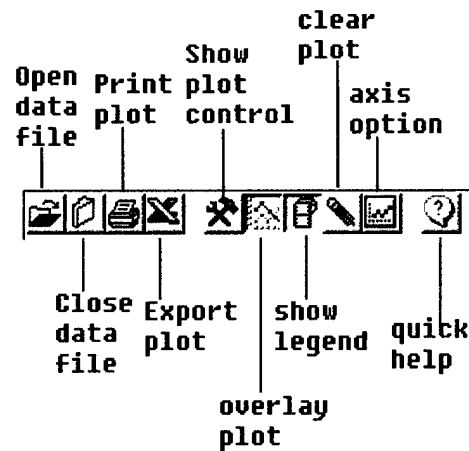 clear
plot
Show
plot
control
Open
data
file
Print
plot
axis
option
Close
data
file
Export
plot
show
legend
quick
help
overlay
plot